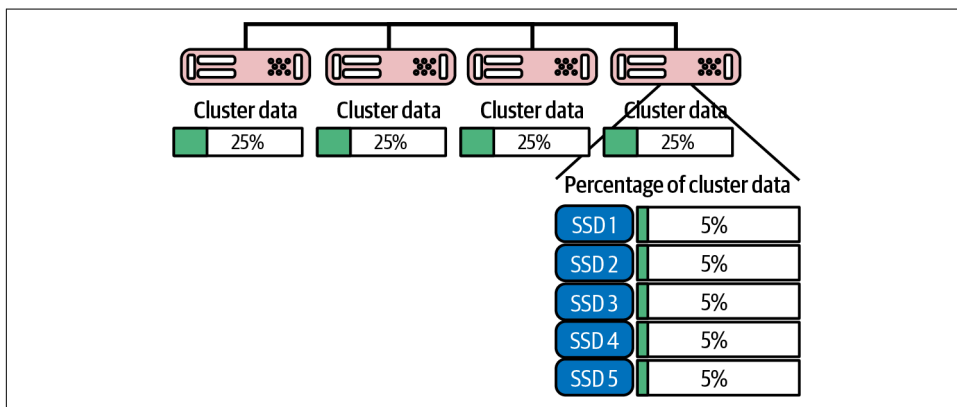 Cluster data Cluster data Cluster data Cluster data
25% 25% 25% 25%
Percentage of cluster data
SSD 1 5%
SSD 2 5%
SSD 3 5%
SSD 4 5%
SSD 5 5%